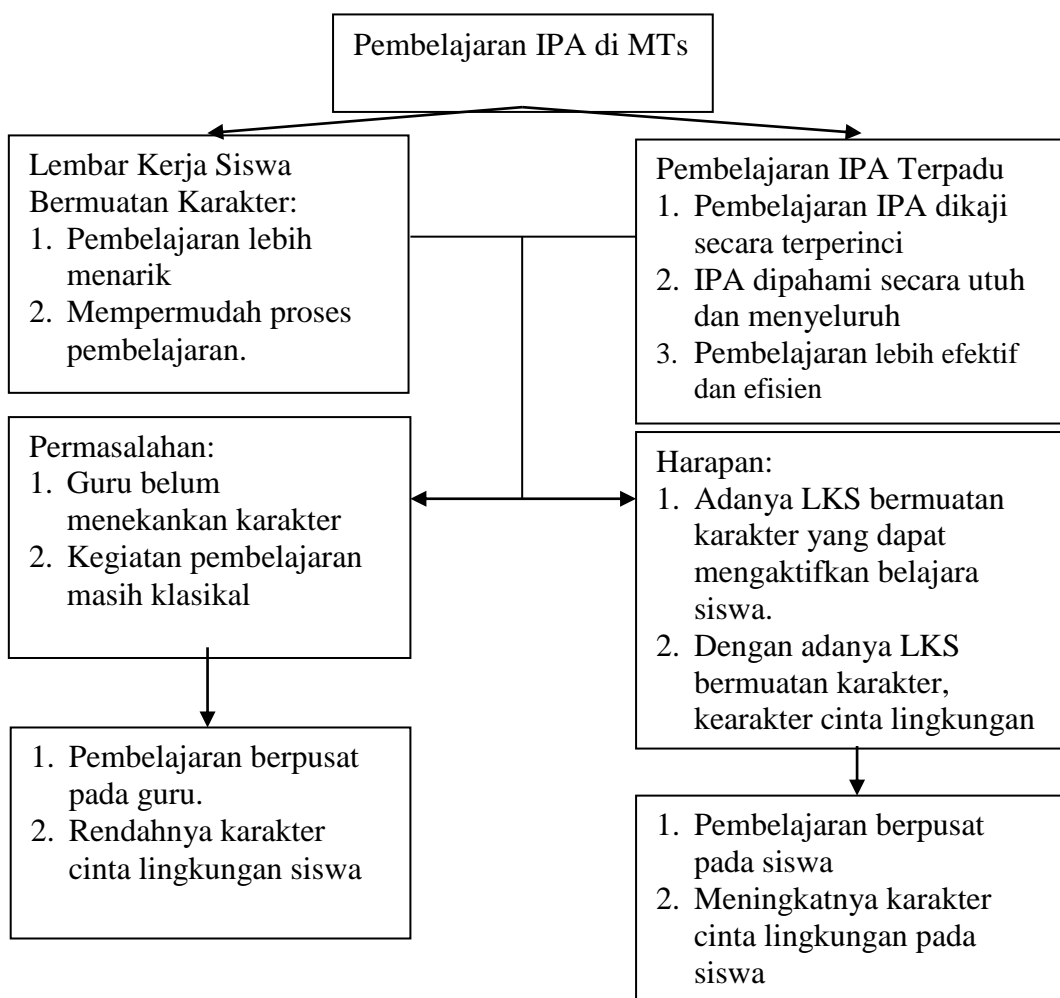 Pembelajaran IPA di MTs
Lembar Kerja Siswa
Bermuatan Karakter:
1. Pembelajaran lebih
menarik
2. Mempermudah proses
pembelajaran.
Pembelajaran IPA Terpadu
1. Pembelajaran IPA dikaji
secara terperinci
2. IPA dipahami secara utuh
dan menyeluruh
3. Pembelajaran lebih efektif
dan efisien
Permasalahan:
1. Guru belum
menekankan karakter
2. Kegiatan pembelajaran
masih klasikal
Harapan:
1. Adanya LKS bermuatan
karakter yang dapat
mengaktifkan belajara
siswa.
2. Dengan adanya LKS
bermuatan karakter,
kearakter cinta lingkungan
1. Pembelajaran berpusat
pada guru.
2. Rendahnya karakter
cinta lingkungan siswa
1. Pembelajaran berpusat
pada siswa
2. Meningkatnya karakter
cinta lingkungan pada
siswa